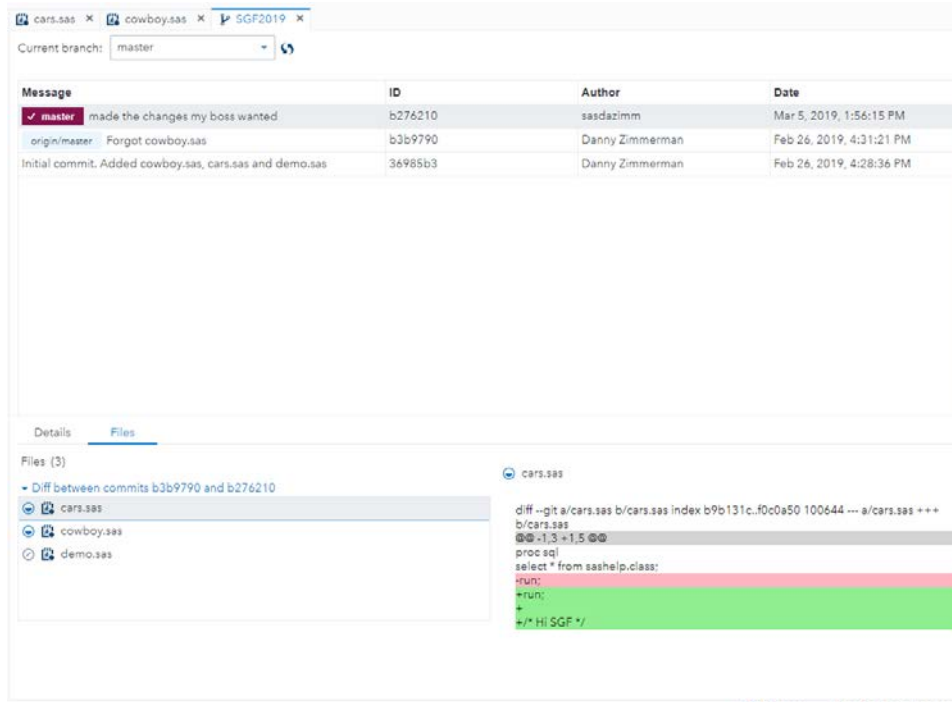 cars.sas × cowboy.sas × SGF2019 ×
Current branch: master
Message ID Author Date
✓ master made the changes my boss wanted b276210 sasdazimm Mar 5, 2019, 1:56:15 PM
origin/master Forgot cowboy.sas b3b9790 Danny Zimmerman Feb 26, 2019, 4:31:21 PM
Initial commit. Added cowboy.sas, cars.sas and demo.sas 36985b3 Danny Zimmerman Feb 26, 2019, 4:28:36 PM
Details Files
Files (3)
Diff between commits b3b9790 and b276210
cars.sas
cowboy.sas
demo.sas
cars.sas
diff --git a/cars.sas b/cars.sas index b9b131c..f0c0a50 100644 --- a/cars.sas +++
b/cars.sas
@@ -1,3 +1,5 @@
proc sql
select * from sashelp.class;
-run;
+run;
+
+/* Hi SGF */